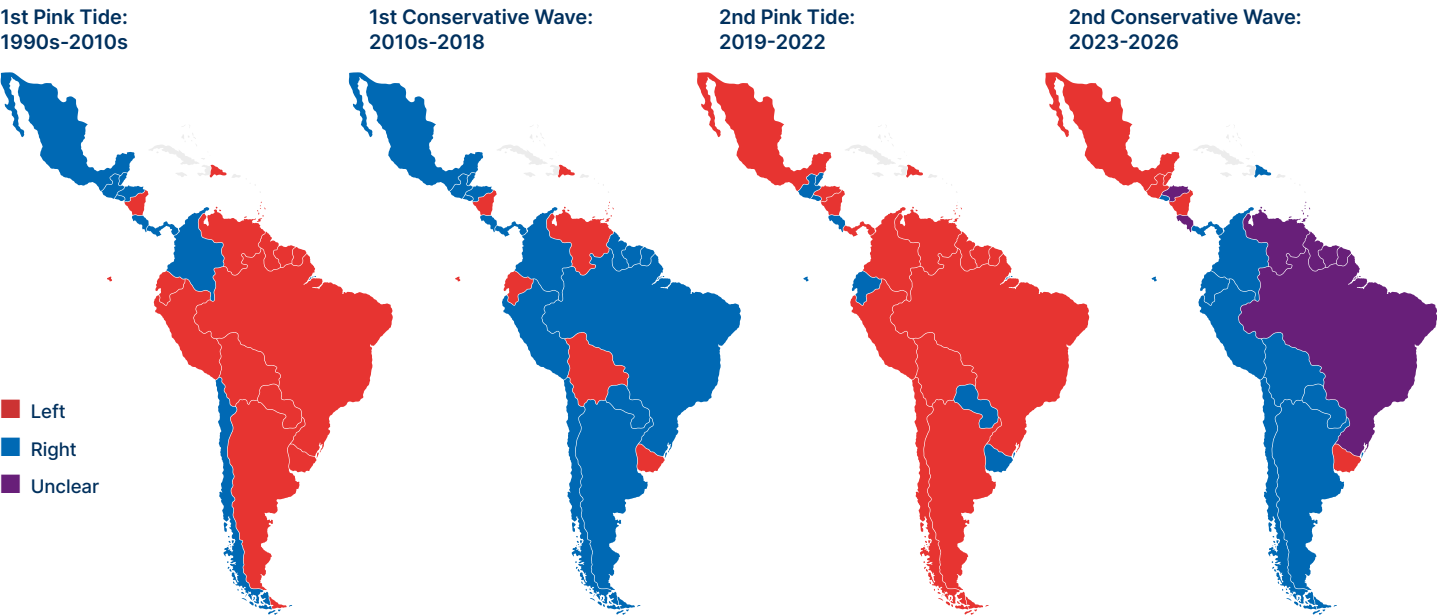 1st Pink Tide:
1990s-2010s
1st Conservative Wave:
2010s-2018
2nd Pink Tide:
2019-2022
2nd Conservative Wave:
2023-2026
Left
Right
Unclear